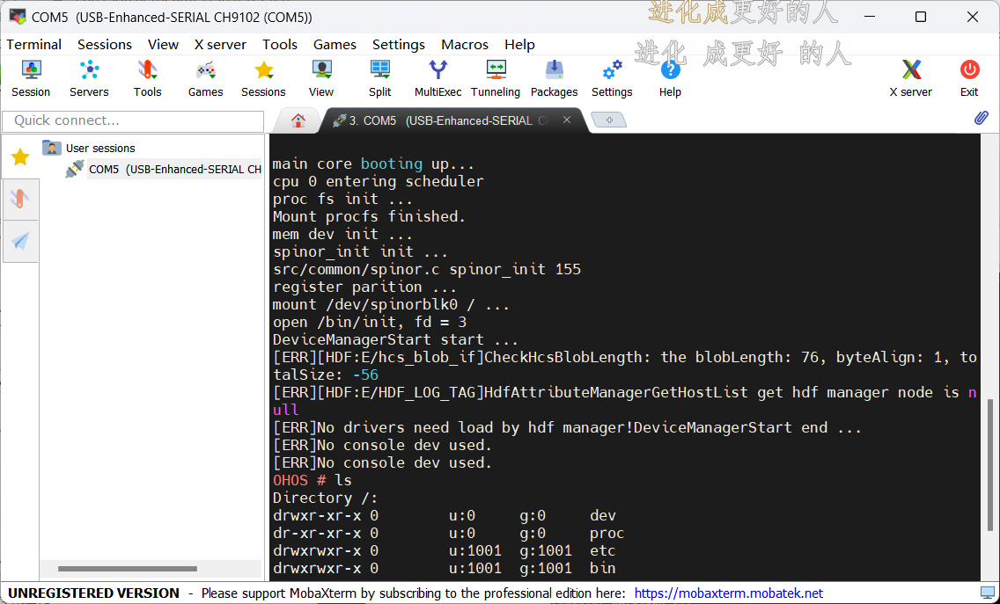 COM5  (USB-Enhanced-SERIAL CH9102 (COM5))
进化成更好的人
Terminal Sessions View X server Tools Games Settings Macros Help
进化 成更好 的人
Session Servers Tools Games Sessions View Split MultiExec Tunneling Packages Settings Help X server Exit
Quick connect...
3. COM5  (USB-Enhanced-SERIAL
User sessions
COM5  (USB-Enhanced-SERIAL CH
main core booting up...
cpu 0 entering scheduler
proc fs init ...
Mount procfs finished.
mem dev init ...
spinor_init init ...
src/common/spinor.c spinor_init 155
register parition ...
mount /dev/spinorblk0 / ...
open /bin/init, fd = 3
DeviceManagerStart start ...
[ERR][HDF:E/hcs_blob_if]CheckHcsBlobLength: the blobLength: 76, byteAlign: 1, to
talSize: -56
[ERR][HDF:E/HDF_LOG_TAG]HdfAttributeManagerGetHostList get hdf manager node is n
ull
[ERR]No drivers need load by hdf manager!DeviceManagerStart end ...
[ERR]No console dev used.
[ERR]No console dev used.
OHOS # ls
Directory /:
drwxr-xr-x 0        u:0     g:0     dev
dr-xr-xr-x 0        u:0     g:0     proc
drwxrwxr-x 0        u:1001  g:1001  etc
drwxrwxr-x 0        u:1001  g:1001  bin
UNREGISTERED VERSION  -  Please support MobaXterm by subscribing to the professional edition here:  https://mobaxterm.mobatek.net